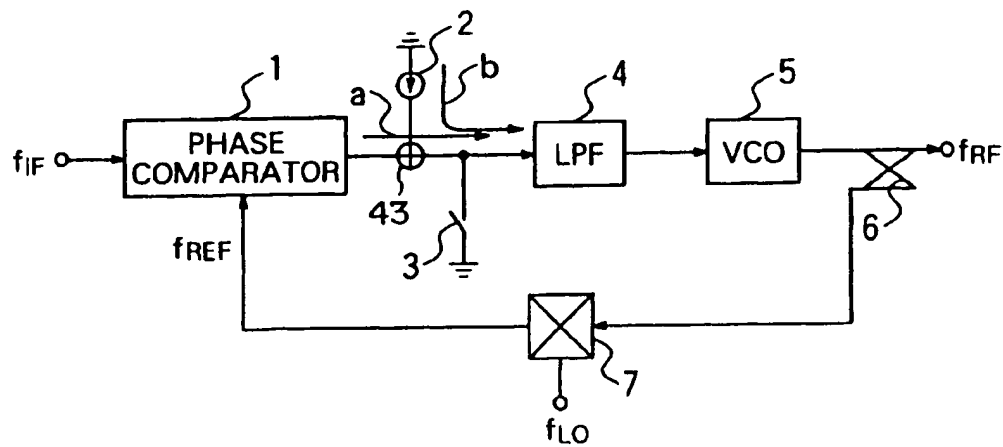 2
1
b
4
5
a
PHASE
COMPARATOR
LPF
VCO
fIF
fRF
43
6
fREF
3
7
fLO